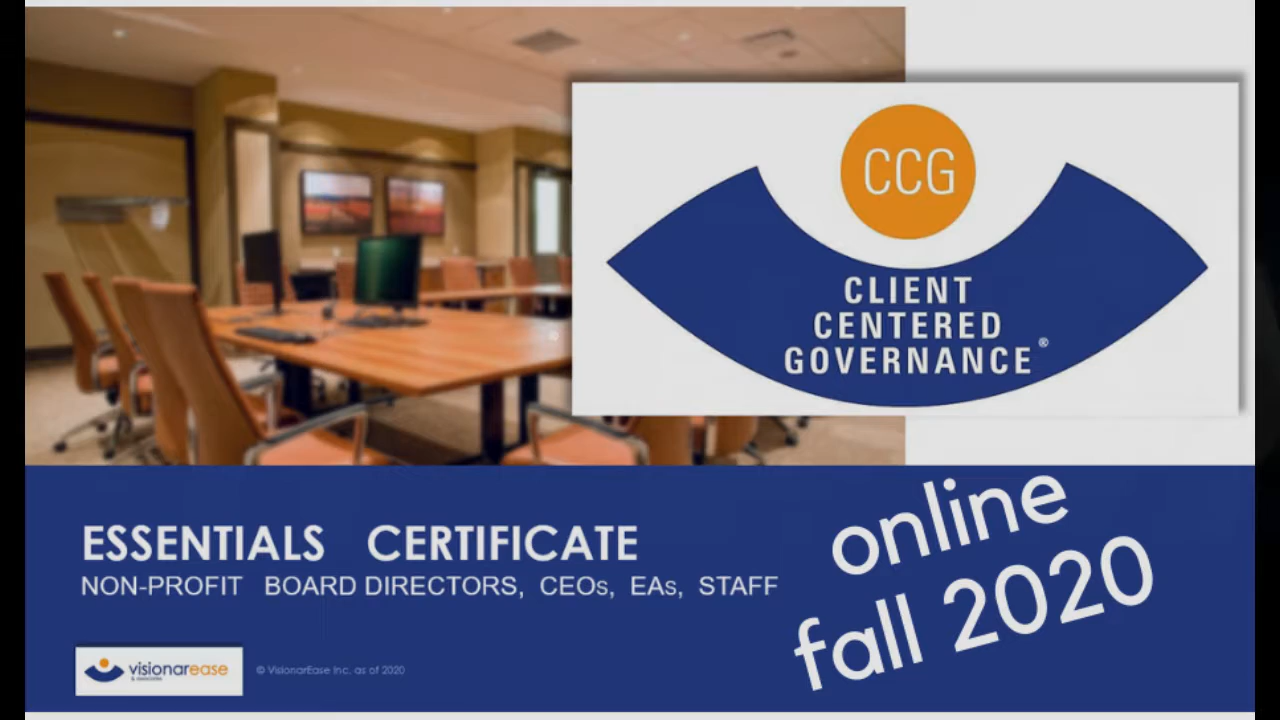 CCG
CLIENT
CENTERED
GOVERNANCE®
ESSENTIALS CERTIFICATE
NON-PROFIT BOARD DIRECTORS, CEOs, EAs, STAFF
online
fall 2020
visionarease
& ASSOCIATES
© VisionarEase Inc. as of 2020